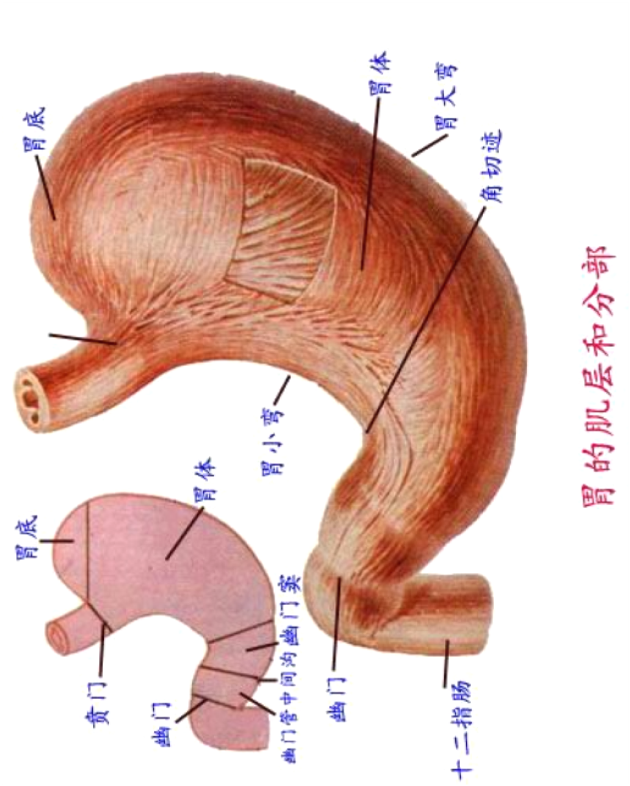 胃底
胃底
贲门
幽门
胃体
胃小弯
幽门管中间沟幽门窦
幽门
胃体
胃大弯
十二指肠
角切迹
胃的肌层和分部